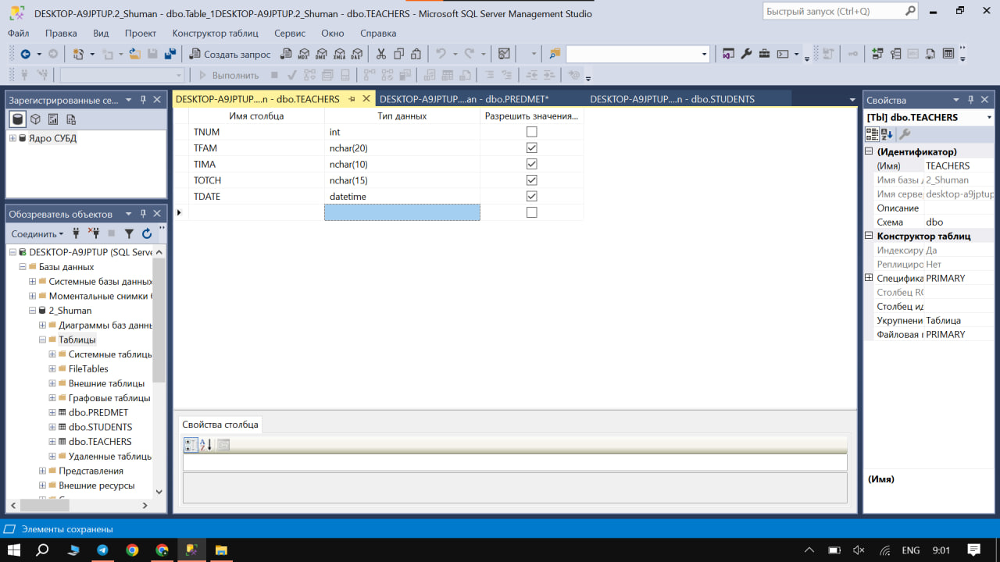 DESKTOP-A9JPTUP.2_Shuman - dbo.Table_1DESKTOP-A9JPTUP.2_Shuman - dbo.TEACHERS - Microsoft SQL Server Management Studio
Быстрый запуск (Ctrl+Q)
Файл Правка Вид Проект Конструктор таблиц Сервис Окно Справка
Создать запрос MDX DMX XMLA DAX
Выполнить
Зарегистрированные се...
Ядро СУБД
Обозреватель объектов
Соединить
DESKTOP-A9JPTUP (SQL Serve
Базы данных
Системные базы данных
Моментальные снимки б
2_Shuman
Диаграммы баз данн
Таблицы
Системные таблицы
FileTables
Внешние таблицы
Графовые таблицы
dbo.PREDMET
dbo.STUDENTS
dbo.TEACHERS
Удаленные таблицы
Представления
Внешние ресурсы
DESKTOP-A9JPTUP....n - dbo.TEACHERS DESKTOP-A9JPTUP....an - dbo.PREDMET* DESKTOP-A9JPTUP....n - dbo.STUDENTS
Имя столбца Тип данных Разрешить значения...
TNUM int
TFAM nchar(20)
TIMA nchar(10)
TOTCH nchar(15)
TDATE datetime
Свойства столбца
Свойства
[Tbl] dbo.TEACHERS
(Идентификатор)
(Имя) TEACHERS
Имя базы 2_Shuman
Имя серве desktop-a9jptup
Описание
Схема dbo
Конструктор таблиц
Индексиру Да
Реплициро Нет
Специфика PRIMARY
Столбец
Столбец ид
Укрупнени Таблица
Файловая PRIMARY
(Имя)
Элементы сохранены
ENG 9:01